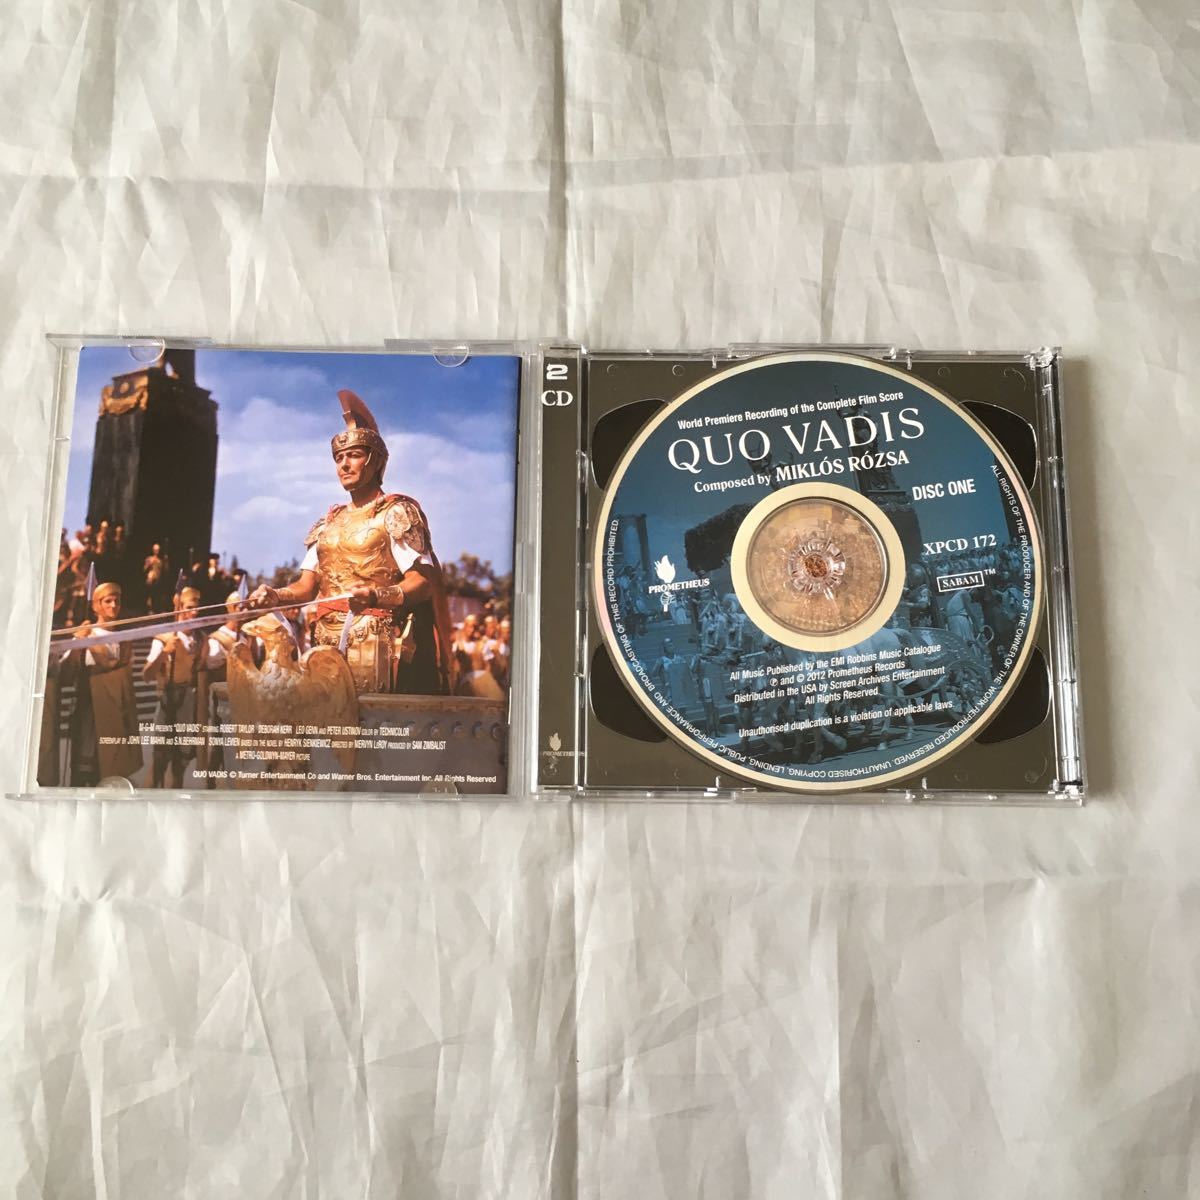 M-G-M PRESENTS "QUO VADIS" STARRING ROBERT TAYLOR DEBORAH KERR LEO GENN AND PETER USTINOV COLOR BY TECHNICOLOR
SCREENPLAY BY JOHN LEE MAHIN AND S.N.BEHRMAN SONYA LEVIEN BASED ON THE NOVEL BY HENRYK SIENKIEWICZ DIRECTED BY MERVYN LeROY PRODUCED BY SAM ZIMBALIST
A METRO-GOLDWYN-MAYER PICTURE
QUO VADIS © Turner Entertainment Co and Warner Bros. Entertainment Inc. All Rights Reserved
2
CD
PROMETHEUS
World Premiere Recording of the Complete Film Score
QUO VADIS
Composed by MIKLÓS RÓZSA
DISC ONE
XPCD 172
SABAM™
PROMETHEUS
All Music Published by the EMI Robbins Music Catalogue
℗ and © 2012 Prometheus Records
Distributed in the USA by Screen Archives Entertainment
All Rights Reserved
Unauthorised duplication is a violation of applicable laws.
ALL RIGHTS OF THE PRODUCER AND OF THE OWNER OF THE WORK REPRODUCED RESERVED. UNAUTHORISED COPYING, LENDING, PUBLIC PERFORMANCE AND BROADCASTING OF THIS RECORD PROHIBITED.